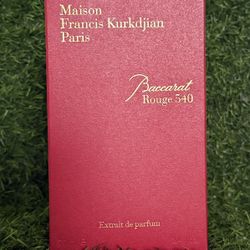 Maison
Francis Kurkdjian
Paris
Baccarat
Rouge 540
Extrait de parfum